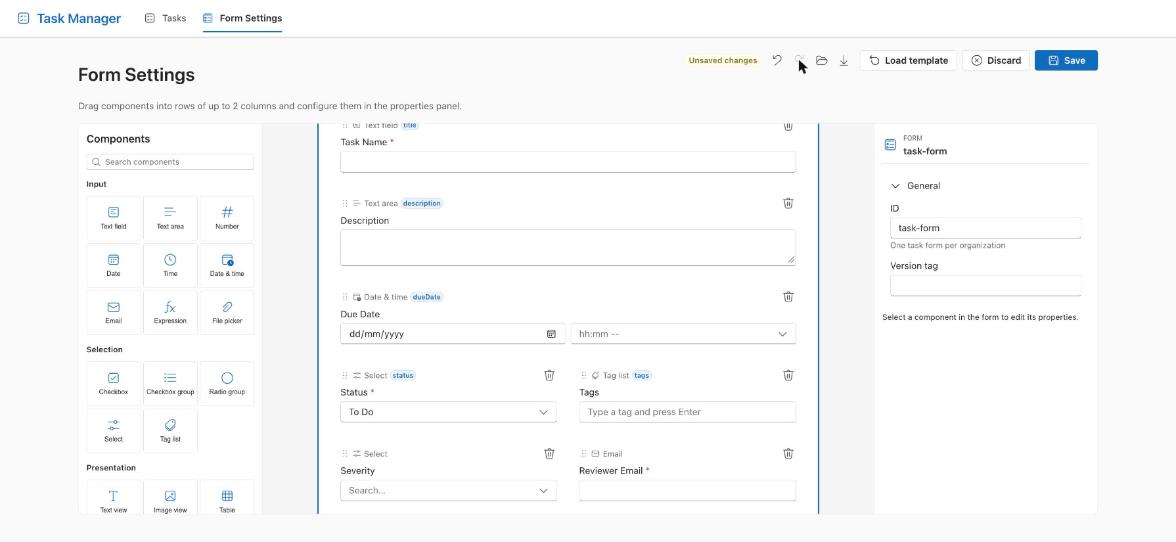 Task Manager
Tasks
Form Settings
Unsaved changes
Load template
Discard
Save
Form Settings
Drag components into rows of up to 2 columns and configure them in the properties panel.
Components
Search components
Input
Text field
Text area
Number
Date
Time
Date & time
Email
fx
Expression
File picker
Selection
Checkbox
Checkbox group
Radio group
Select
Tag list
Presentation
Text view
Image view
Table
Text field title
Task Name *
Text area description
Description
Date & time dueDate
Due Date
dd/mm/yyyy
hh:mm --
Select status
Tag list tags
Status *
Tags
To Do
Type a tag and press Enter
Select
Email
Severity
Reviewer Email *
Search...
FORM
task-form
General
ID
task-form
One task form per organization
Version tag
Select a component in the form to edit its properties.